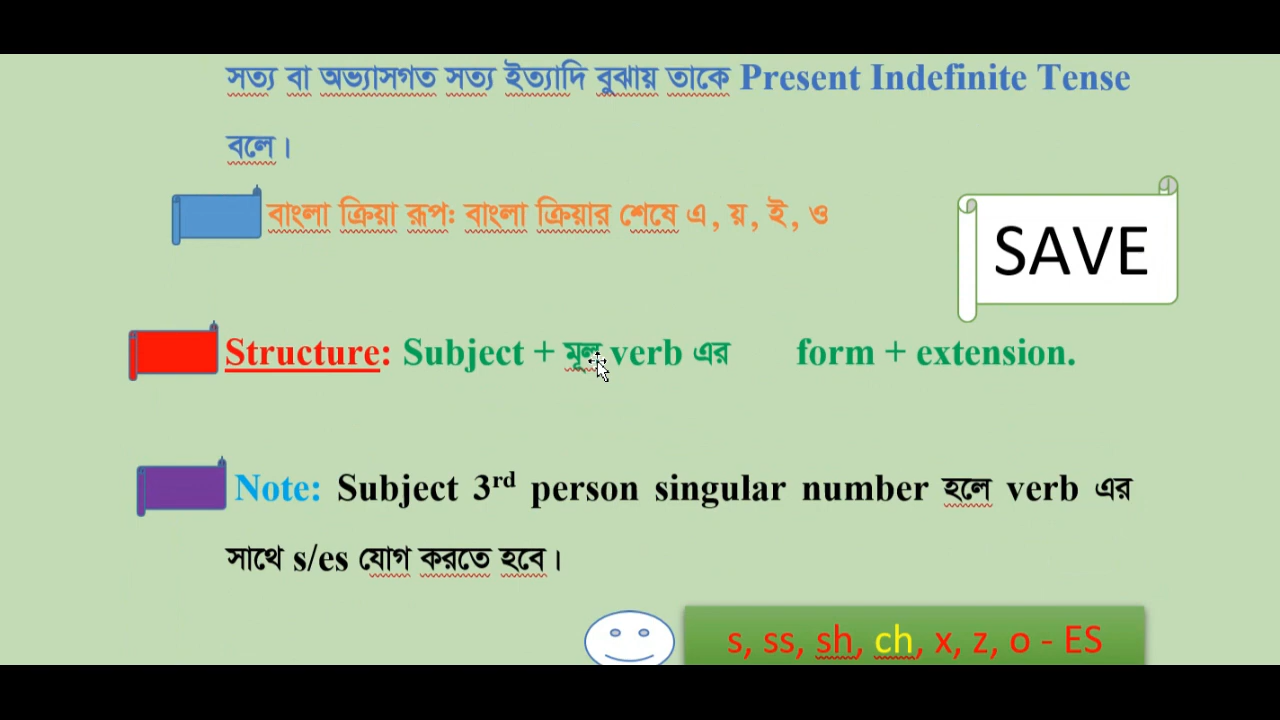 সত্য বা অভ্যাসগত সত্য ইত্যাদি বুঝায় তাকে Present Indefinite Tense
বলে।
বাংলা ক্রিয়া রূপ: বাংলা ক্রিয়ার শেষে এ, য়, ই, ও
SAVE
Structure: Subject + মূল verb এর form + extension.
Note: Subject 3rd person singular number হলে verb এর
সাথে s/es যোগ করতে হবে।
s, ss, sh, ch, x, z, o - ES